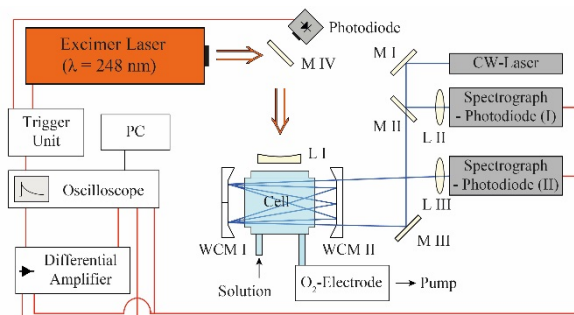 Photodiode
Excimer Laser
(λ = 248 nm)
M IV
M I
CW-Laser
M II
L II
Spectrograph
- Photodiode (I)
Trigger
Unit
PC
L I
Oscilloscope
Cell
L III
Spectrograph
- Photodiode (II)
WCM I
WCM II
M III
Differential
Amplifier
Solution
O₂-Electrode
Pump